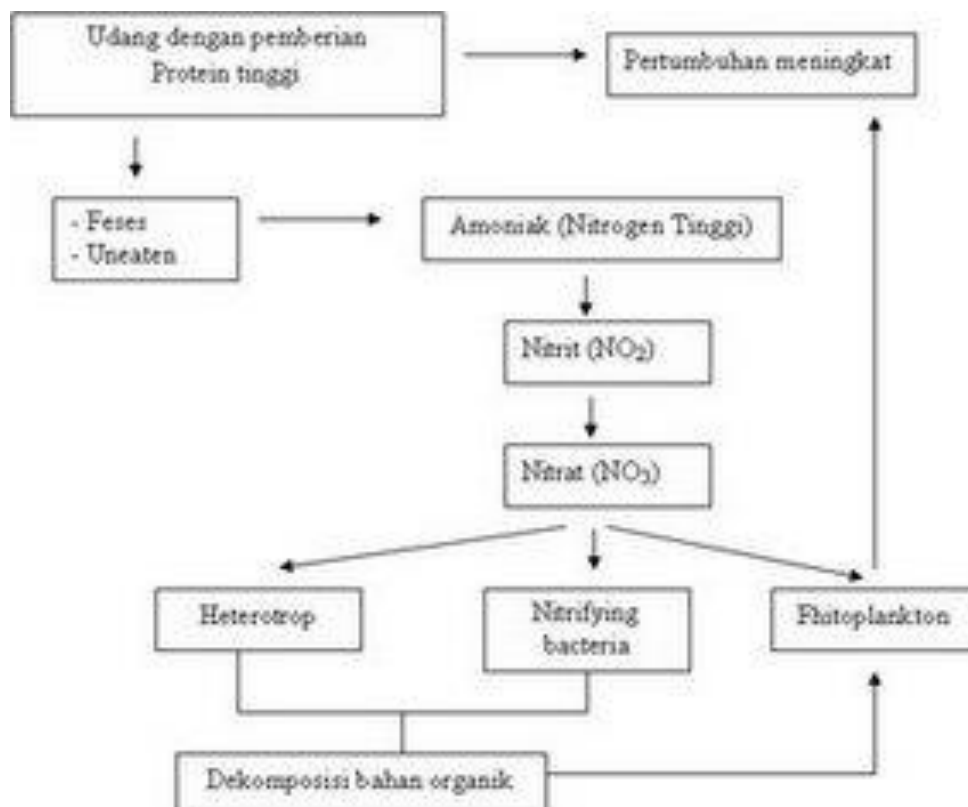 Udang dengan pemberian
Protein tinggi
Pertumbuhan meningkat
- Feses
- Uneaten
Amoniak (Nitrogen Tinggi)
Nitrit (NO₂)
Nitrat (NO₃)
Heterotrop
Nitrifying
bacteria
Fhitoplankton
Dekomposisi bahan organik